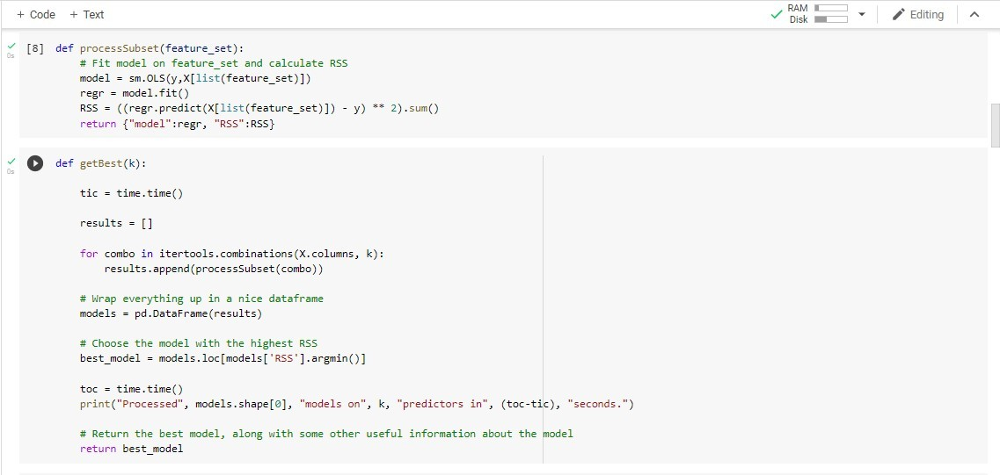 + Code + Text
RAM
Disk
Editing
0s
[8] def processSubset(feature_set):
# Fit model on feature_set and calculate RSS
model = sm.OLS(y,X[list(feature_set)])
regr = model.fit()
RSS = ((regr.predict(X[list(feature_set)]) - y) ** 2).sum()
return {"model":regr, "RSS":RSS}
0s
def getBest(k):
tic = time.time()
results = []
for combo in itertools.combinations(X.columns, k):
results.append(processSubset(combo))
# Wrap everything up in a nice dataframe
models = pd.DataFrame(results)
# Choose the model with the highest RSS
best_model = models.loc[models['RSS'].argmin()]
toc = time.time()
print("Processed", models.shape[0], "models on", k, "predictors in", (toc-tic), "seconds.")
# Return the best model, along with some other useful information about the model
return best_model